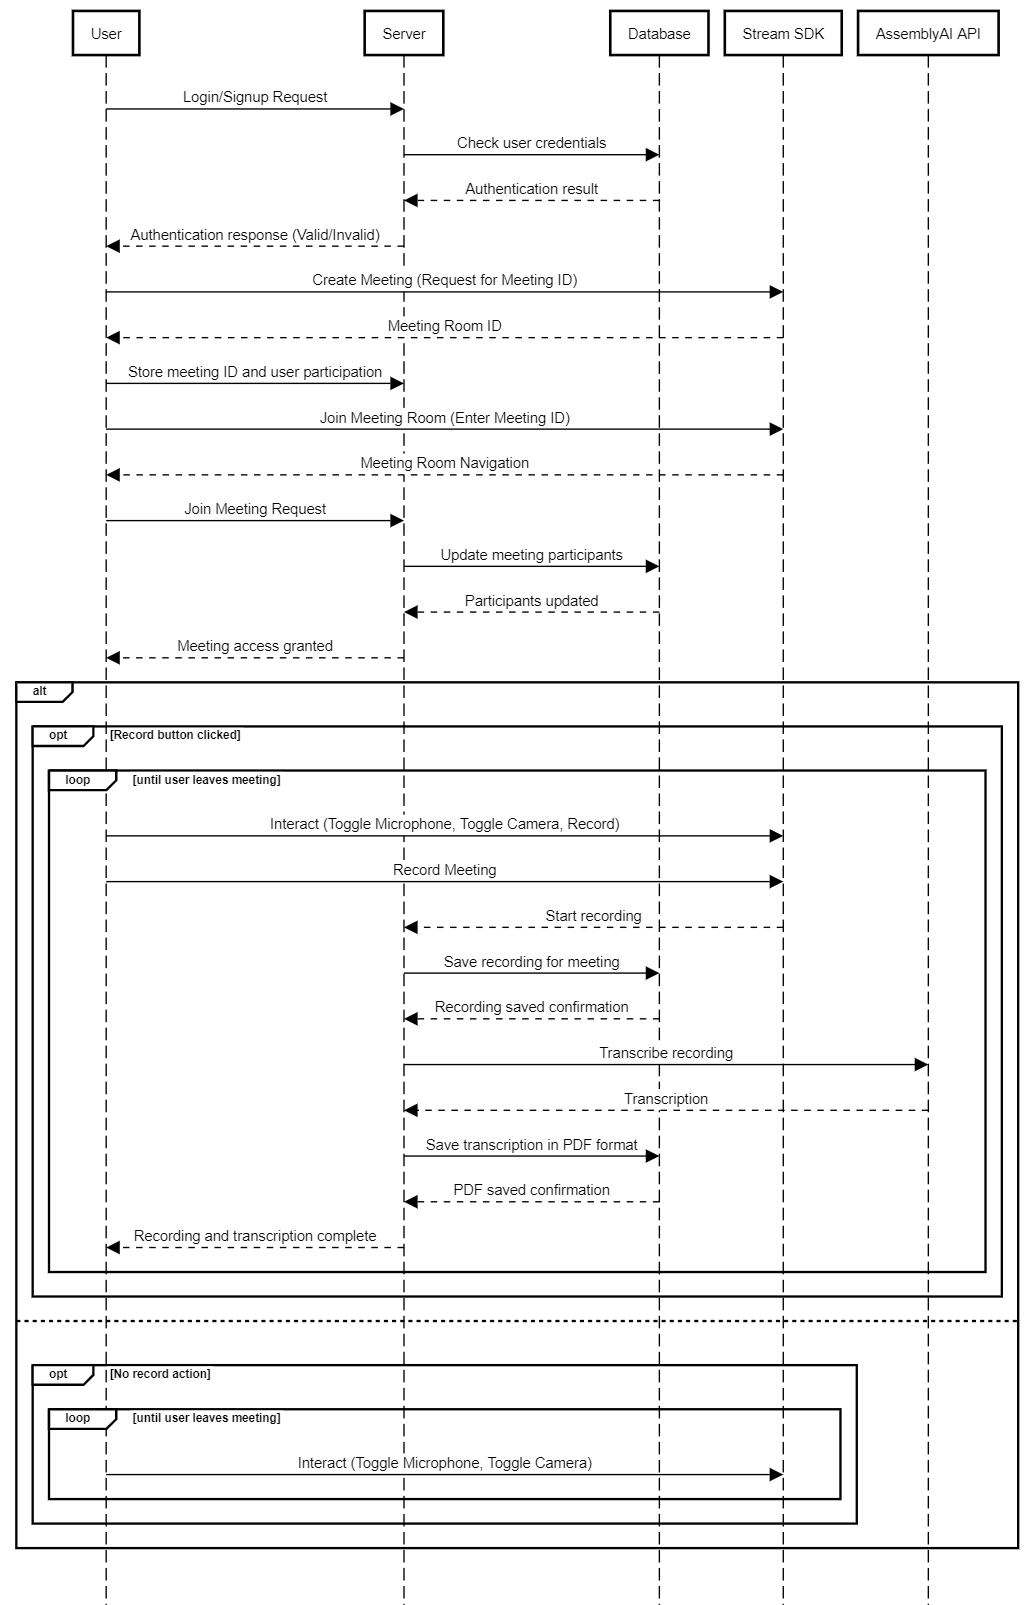 User
Server
Database
Stream SDK
AssemblyAI API
Login/Signup Request
Check user credentials
Authentication result
Authentication response (Valid/Invalid)
Create Meeting (Request for Meeting ID)
Meeting Room ID
Store meeting ID and user participation
Join Meeting Room (Enter Meeting ID)
Meeting Room Navigation
Join Meeting Request
Update meeting participants
Participants updated
Meeting access granted
alt
opt
[Record button clicked]
loop
[until user leaves meeting]
Interact (Toggle Microphone, Toggle Camera, Record)
Record Meeting
Start recording
Save recording for meeting
Recording saved confirmation
Transcribe recording
Transcription
Save transcription in PDF format
PDF saved confirmation
Recording and transcription complete
opt
[No record action]
loop
[until user leaves meeting]
Interact (Toggle Microphone, Toggle Camera)